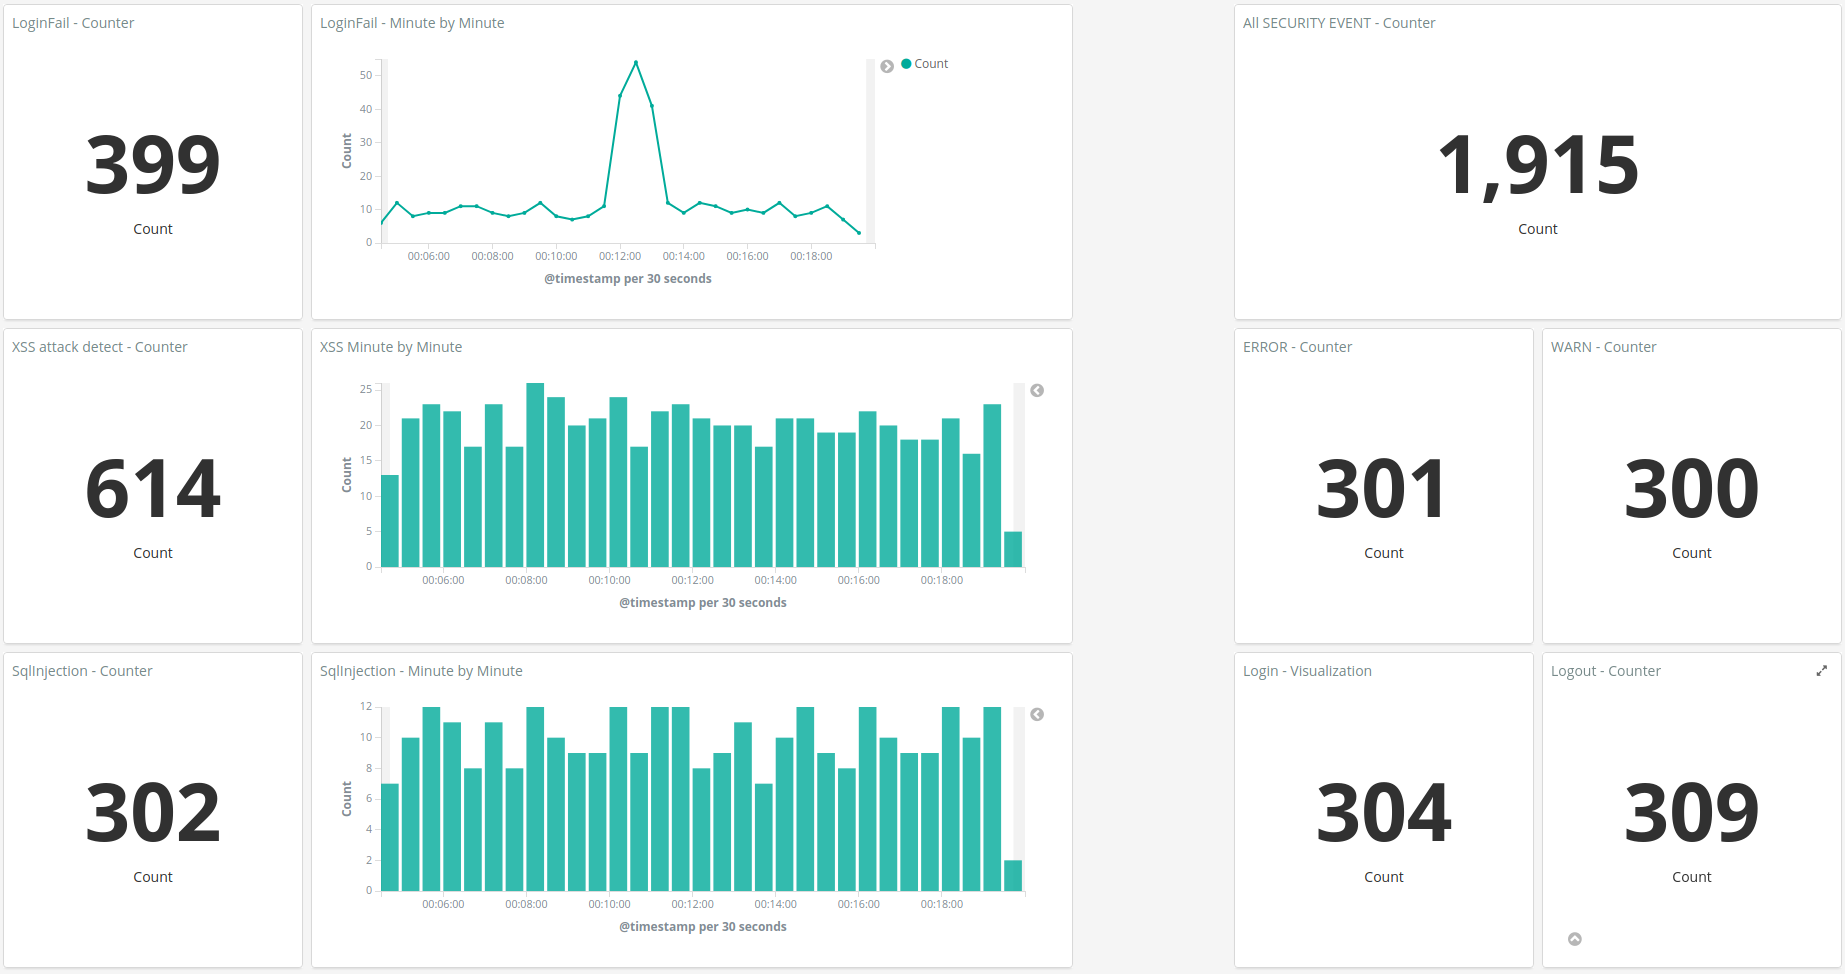 LoginFail - Counter
399
Count
LoginFail - Minute by Minute
Count
50
40
30
20
10
0
00:06:00 00:08:00 00:10:00 00:12:00 00:14:00 00:16:00 00:18:00
@timestamp per 30 seconds
Count
All SECURITY EVENT - Counter
1,915
Count
XSS attack detect - Counter
614
Count
XSS Minute by Minute
Count
25
20
15
10
5
0
00:06:00 00:08:00 00:10:00 00:12:00 00:14:00 00:16:00 00:18:00
@timestamp per 30 seconds
ERROR - Counter
301
Count
WARN - Counter
300
Count
SqlInjection - Counter
302
Count
SqlInjection - Minute by Minute
Count
12
10
8
6
4
2
0
00:06:00 00:08:00 00:10:00 00:12:00 00:14:00 00:16:00 00:18:00
@timestamp per 30 seconds
Login - Visualization
304
Count
Logout - Counter
309
Count